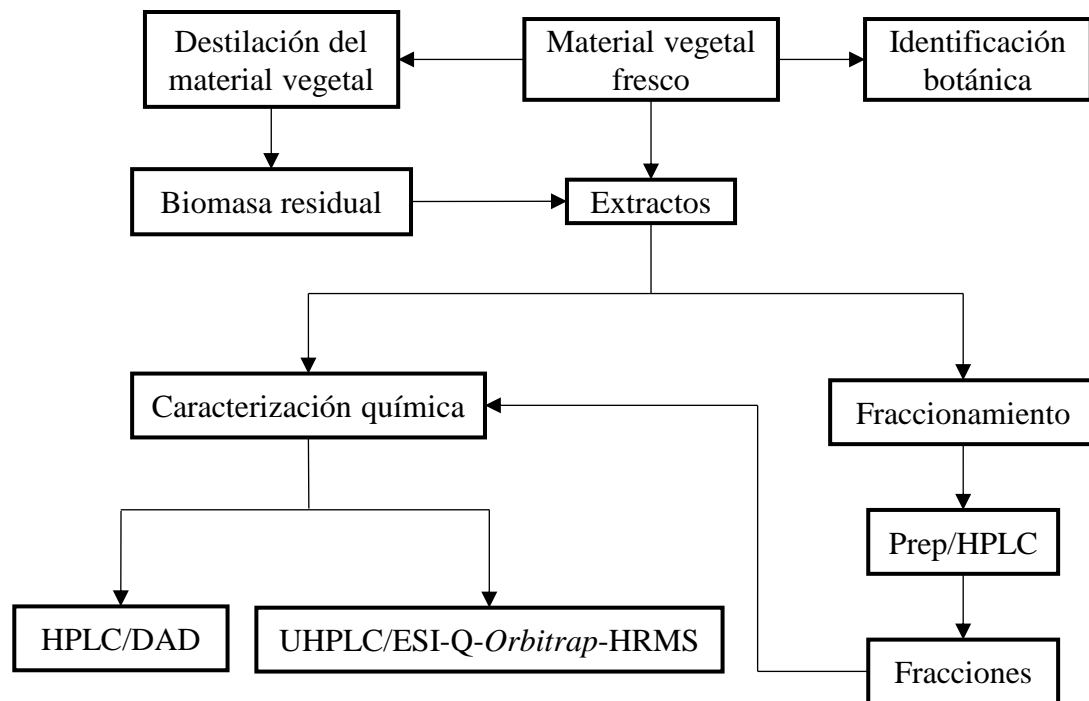 Destilación del
material vegetal
Material vegetal
fresco
Identificación
botánica
Biomasa residual
Extractos
Caracterización química
Fraccionamiento
Prep/HPLC
HPLC/DAD
UHPLC/ESI-Q-Orbitrap-HRMS
Fracciones